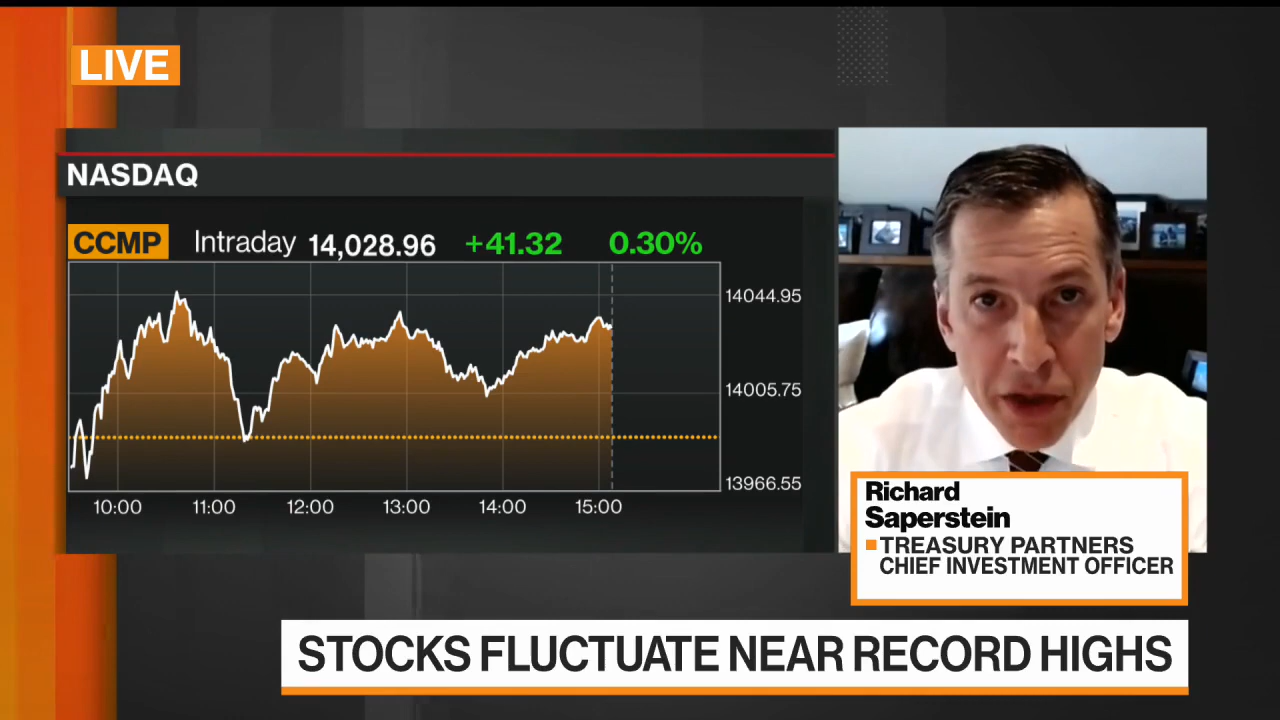 LIVE
NASDAQ
CCMP Intraday 14,028.96 +41.32 0.30%
14044.95
14005.75
13966.55
10:00 11:00 12:00 13:00 14:00 15:00
Richard
Saperstein
TREASURY PARTNERS
CHIEF INVESTMENT OFFICER
STOCKS FLUCTUATE NEAR RECORD HIGHS